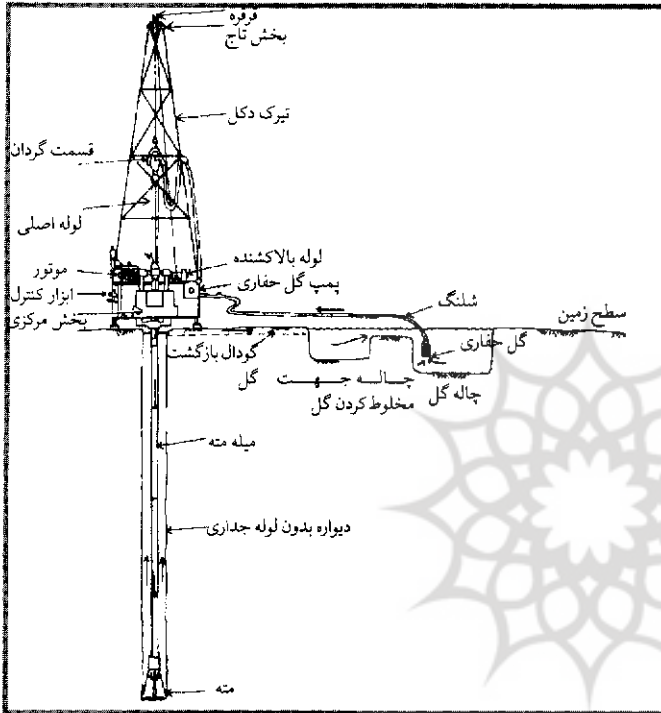 قرقره
بخش تاج
تیرک دکل
قسمت گردان
لوله اصلی
لوله بالاکشنده
موتور
پمپ گل حفاری
ابزار کنترل
شلنگ
بخش مرکزی
سطح زمین
گل حفاری
گودال بازگشت
گل
چاله جهت
مخلوط کردن گل
چاله گل
میله مته
دیواره بدون لوله جداری
مته